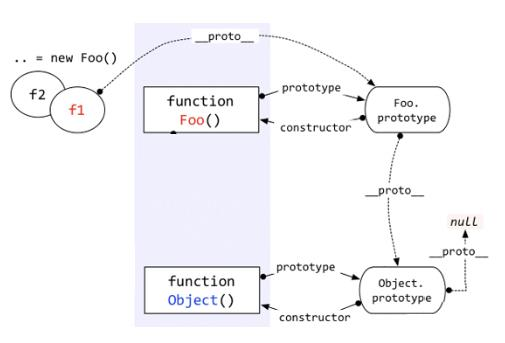 __proto__
.. = new Foo()
f2
f1
function
Foo()
prototype
constructor
Foo.
prototype
__proto__
null
__proto__
function
Object()
prototype
constructor
Object.
prototype